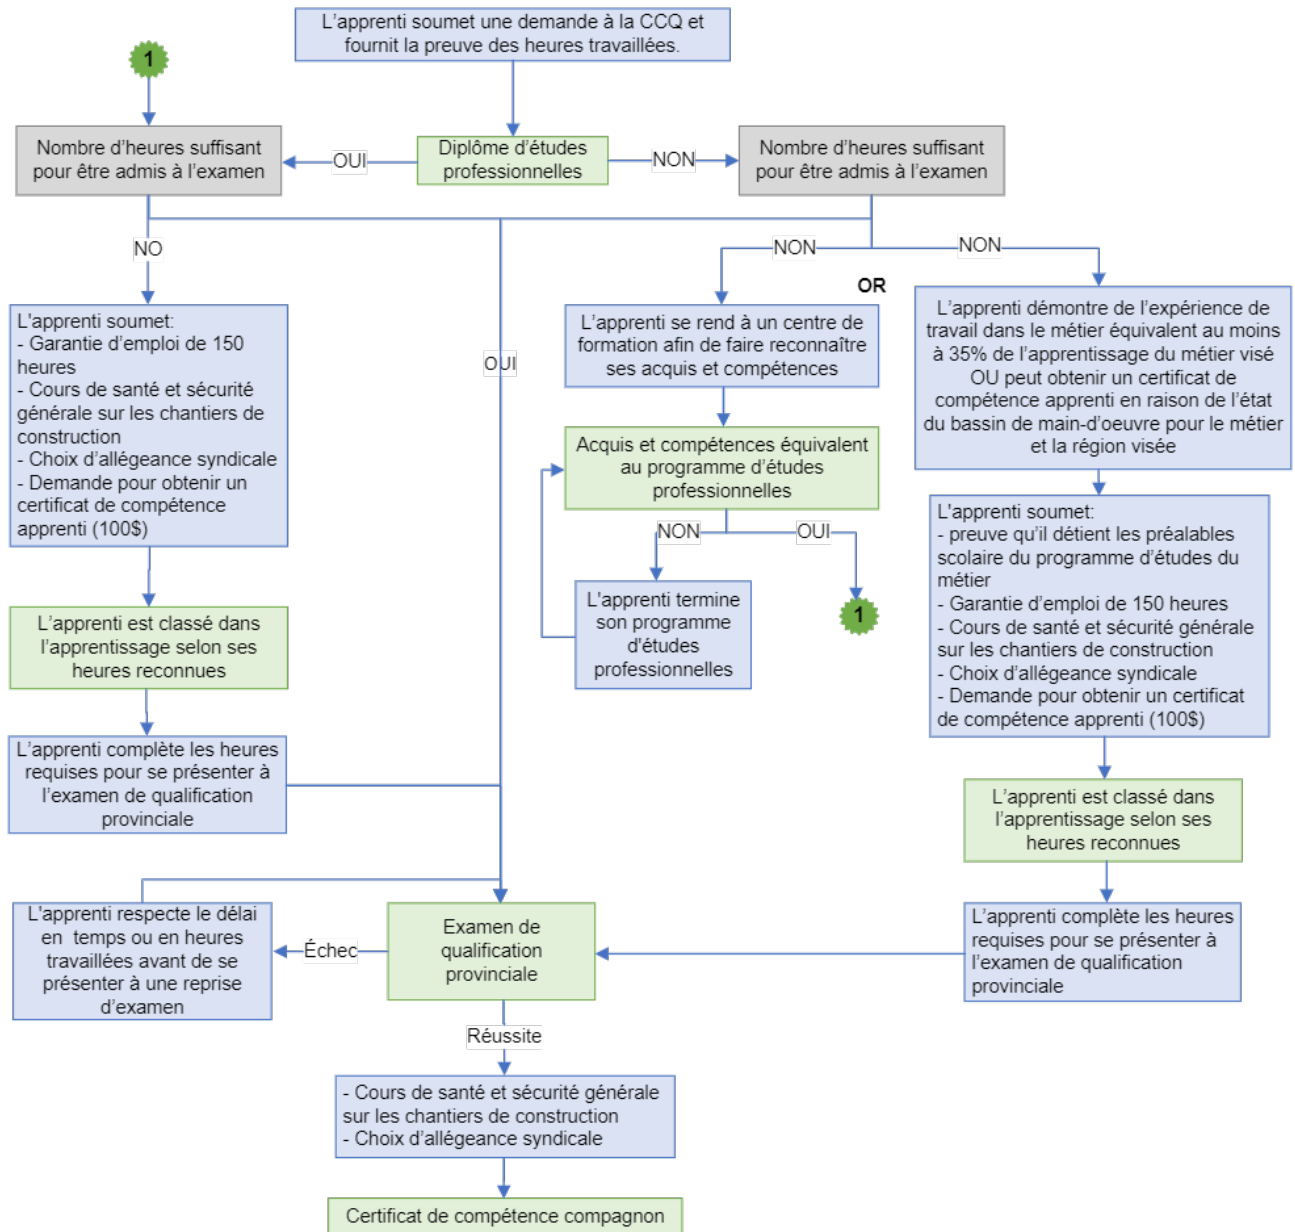 L'apprenti soumet une demande à la CCQ et
fournit la preuve des heures travaillées.
1
Nombre d'heures suffisant
pour être admis à l'examen
OUI
Diplôme d'études
professionnelles
NON
Nombre d'heures suffisant
pour être admis à l'examen
NO
NON
NON
OR
L'apprenti soumet:
- Garantie d'emploi de 150
heures
- Cours de santé et sécurité
générale sur les chantiers de
construction
- Choix d'allégeance syndicale
- Demande pour obtenir un
certificat de compétence
apprenti (100$)
OUI
L'apprenti se rend à un centre de
formation afin de faire reconnaître
ses acquis et compétences
L'apprenti démontre de l'expérience de
travail dans le métier équivalent au moins
à 35% de l'apprentissage du métier visé
OU peut obtenir un certificat de
compétence apprenti en raison de l'état
du bassin de main-d'oeuvre pour le métier
et la région visée
Acquis et compétences équivalent
au programme d'études
professionnelles
NON
OUI
L'apprenti termine
son programme
d'études
professionnelles
1
L'apprenti soumet:
- preuve qu'il détient les préalables
scolaire du programme d'études du
métier
- Garantie d'emploi de 150 heures
- Cours de santé et sécurité générale
sur les chantiers de construction
- Choix d'allégeance syndicale
- Demande pour obtenir un certificat
de compétence apprenti (100$)
L'apprenti est classé dans
l'apprentissage selon ses
heures reconnues
L'apprenti complète les heures
requises pour se présenter à
l'examen de qualification
provinciale
L'apprenti est classé dans
l'apprentissage selon ses
heures reconnues
L'apprenti respecte le délai
en temps ou en heures
travaillées avant de se
présenter à une reprise
d'examen
Échec
Examen de
qualification
provinciale
L'apprenti complète les heures
requises pour se présenter à
l'examen de qualification
provinciale
Réussite
- Cours de santé et sécurité générale
sur les chantiers de construction
- Choix d'allégeance syndicale
Certificat de compétence compagnon